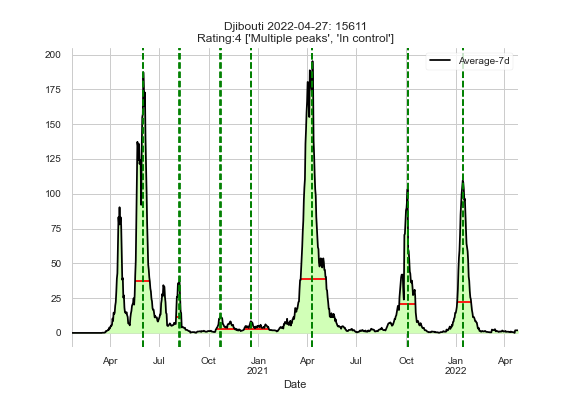 Djibouti 2022-04-27: 15611
Rating:4 ['Multiple peaks', 'In control']
Average-7d
200
175
150
125
100
75
50
25
0
Apr Jul Oct Jan Apr Jul Oct Jan Apr
2021 2022
Date